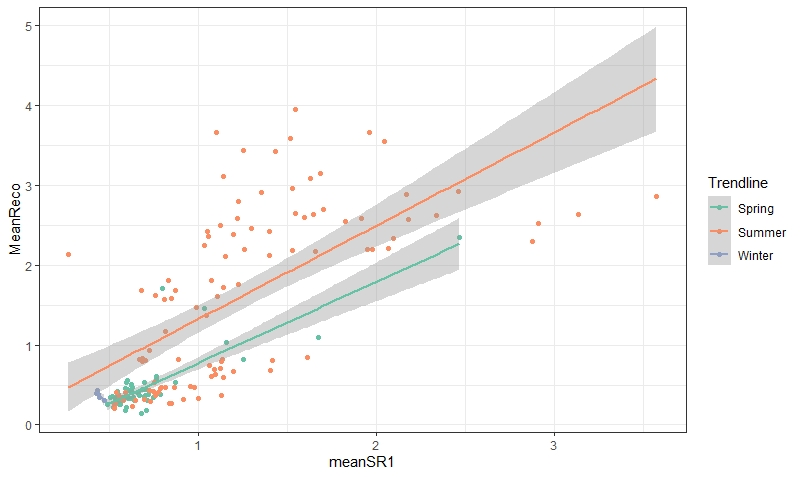 5
4
3
2
1
0
MeanReco
1
2
3
meanSR1
Trendline
Spring
Summer
Winter